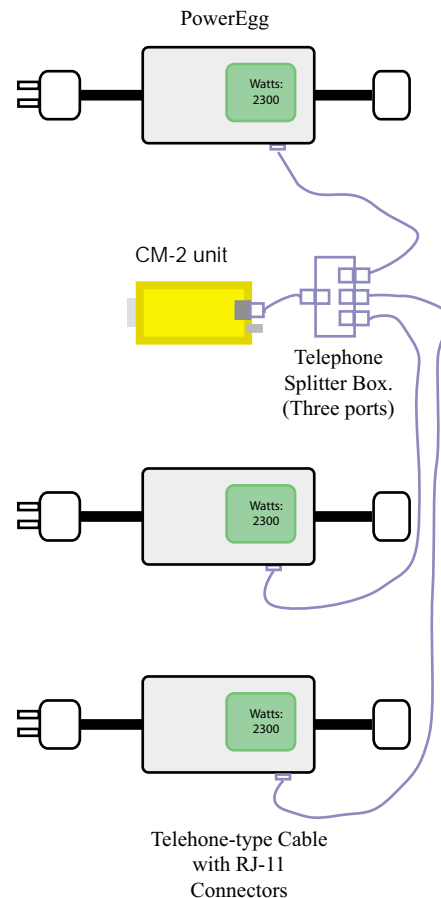 PowerEgg
Watts:
2300
CM-2 unit
Telephone
Splitter Box.
(Three ports)
Watts:
2300
Watts:
2300
Telehone-type Cable
with RJ-11
Connectors